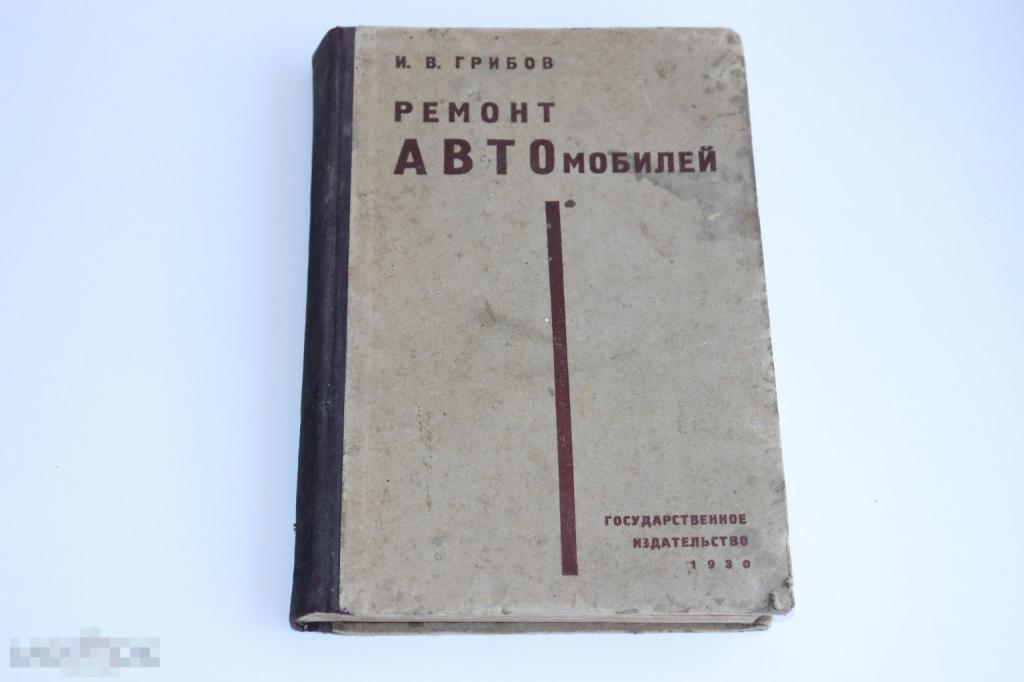 И. В. ГРИБОВ
РЕМОНТ
АВТОМОБИЛЕЙ
ГОСУДАРСТВЕННОЕ
ИЗДАТЕЛЬСТВО
1930